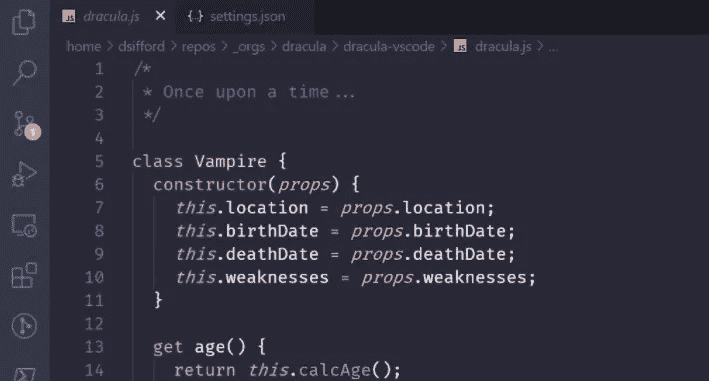 JS dracula.js × {..} settings.json
home > dsifford > repos > _orgs > dracula > dracula-vscode > JS dracula.js > ...
1 /*
2  * Once upon a time...
3  */
4
5 class Vampire {
6   constructor(props) {
7     this.location = props.location;
8     this.birthDate = props.birthDate;
9     this.deathDate = props.deathDate;
10     this.weaknesses = props.weaknesses;
11   }
12
13   get age() {
14     return this.calcAge();
1